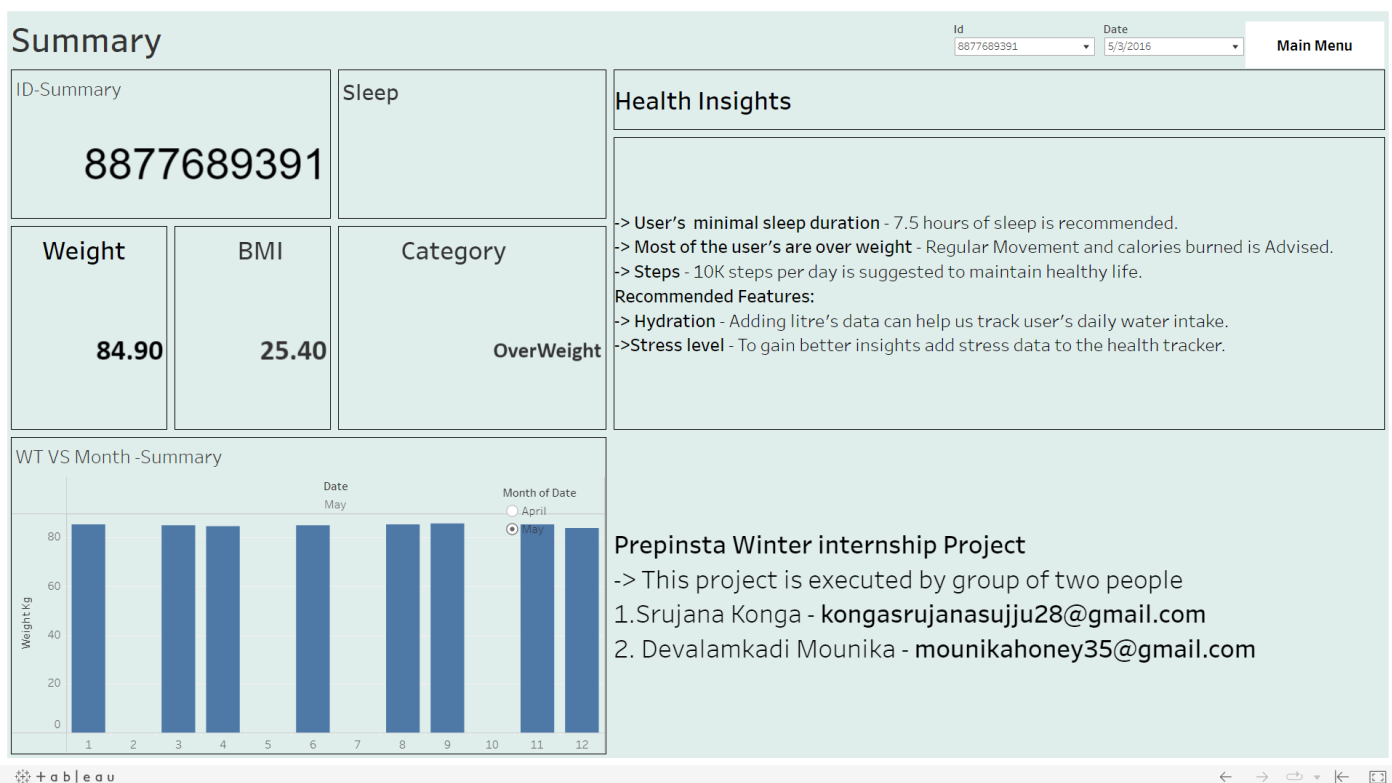 Summary
Id
8877689391
Date
5/3/2016
Main Menu
ID-Summary
8877689391
Sleep
Weight
84.90
BMI
25.40
Category
OverWeight
Health Insights
-> User's  minimal sleep duration - 7.5 hours of sleep is recommended.
-> Most of the user's are over weight - Regular Movement and calories burned is Advised.
-> Steps - 10K steps per day is suggested to maintain healthy life.
Recommended Features:
-> Hydration - Adding litre's data can help us track user's daily water intake.
->Stress level - To gain better insights add stress data to the health tracker.
WT VS Month -Summary
Date
May
Month of Date
April
May
Weight Kg
80
60
40
20
0
1 2 3 4 5 6 7 8 9 10 11 12
Prepinsta Winter internship Project
-> This project is executed by group of two people
1.Srujana Konga - kongasrujanasujju28@gmail.com
2. Devalamkadi Mounika - mounikahoney35@gmail.com
+ a b | e a u